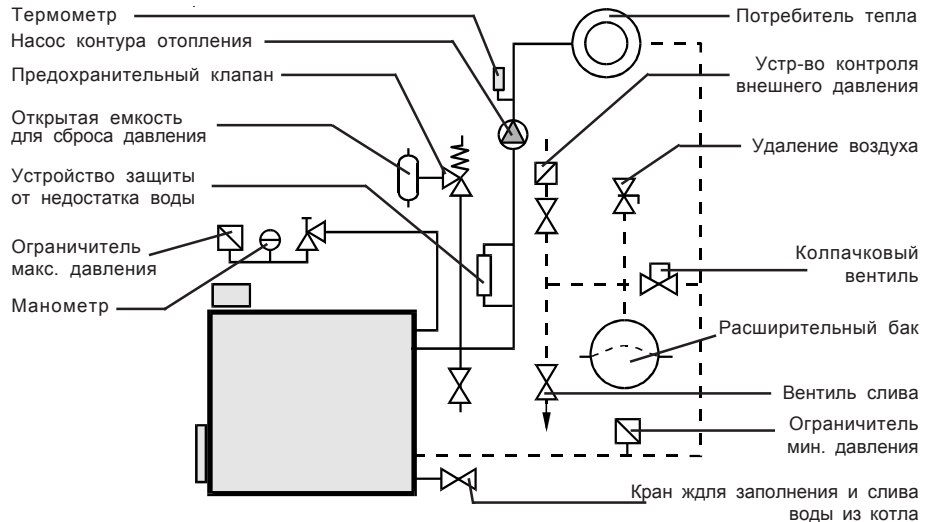 Термометр
Насос контура отопления
Предохранительный клапан
Открытая емкость
для сброса давления
Устройство защиты
от недостатка воды
Ограничитель
макс. давления
Манометр
Потребитель тепла
Устр-во контроля
внешнего давления
Удаление воздуха
Колпачковый
вентиль
Расширительный бак
Вентиль слива
Ограничитель
мин. давления
Кран ждля заполнения и слива
воды из котла